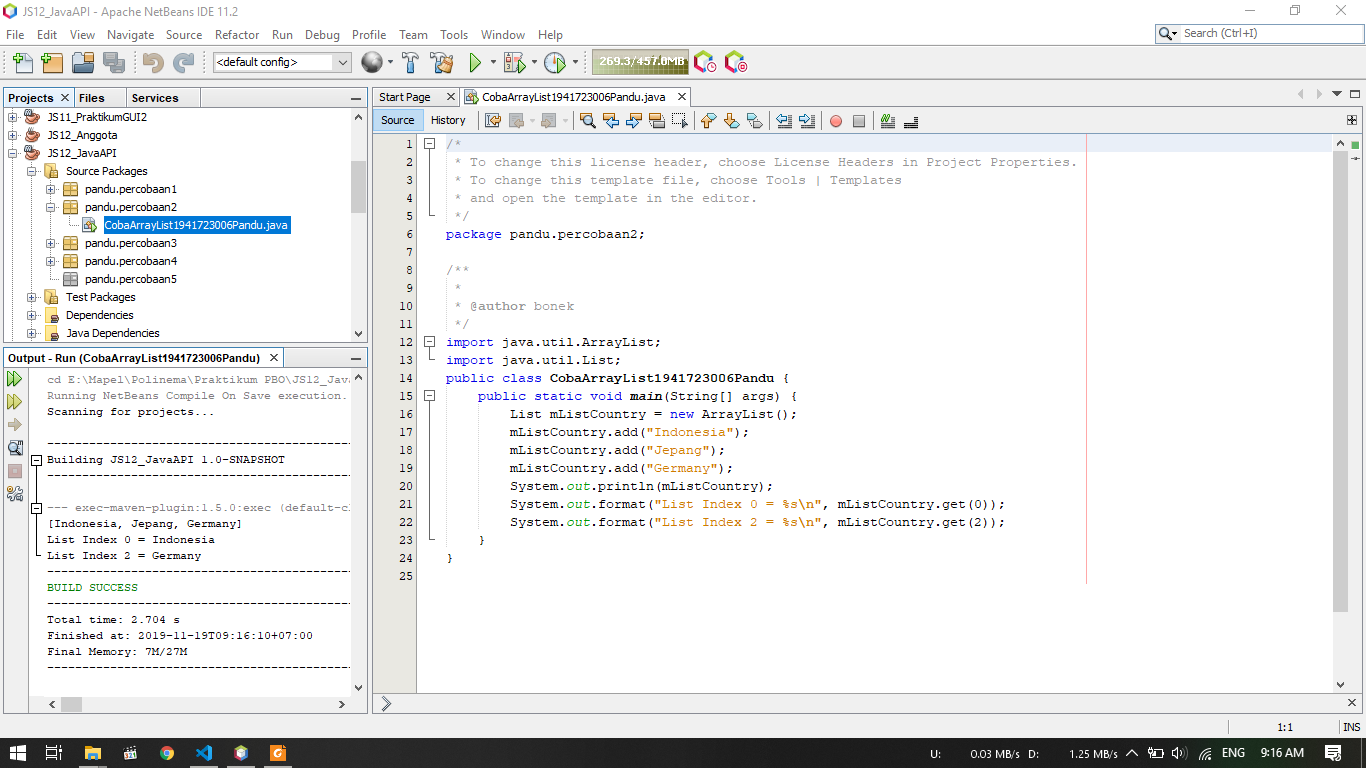 JS12_JavaAPI - Apache NetBeans IDE 11.2
File Edit View Navigate Source Refactor Run Debug Profile Team Tools Window Help
Search (Ctrl+I)
<default config>
269.3/457.0MB
Projects Files Services
JS11_PraktikumGUI2
JS12_Anggota
JS12_JavaAPI
Source Packages
pandu.percobaan1
pandu.percobaan2
CobaArrayList1941723006Pandu.java
pandu.percobaan3
pandu.percobaan4
pandu.percobaan5
Test Packages
Dependencies
Java Dependencies
Output - Run (CobaArrayList1941723006Pandu)
cd E:\Mapel\Polinema\Praktikum PBO\JS12_Jav
Running NetBeans Compile On Save execution.
Scanning for projects...
Building JS12_JavaAPI 1.0-SNAPSHOT
--- exec-maven-plugin:1.5.0:exec (default-c
[Indonesia, Jepang, Germany]
List Index 0 = Indonesia
List Index 2 = Germany
BUILD SUCCESS
Total time: 2.704 s
Finished at: 2019-11-19T09:16:10+07:00
Final Memory: 7M/27M
Start Page CobaArrayList1941723006Pandu.java
Source History
1 /*
2 * To change this license header, choose License Headers in Project Properties.
3 * To change this template file, choose Tools | Templates
4 * and open the template in the editor.
5 */
6 package pandu.percobaan2;
7
8 /**
9 *
10 * @author bonek
11 */
12 import java.util.ArrayList;
13 import java.util.List;
14 public class CobaArrayList1941723006Pandu {
15 public static void main(String[] args) {
16 List mListCountry = new ArrayList();
17 mListCountry.add("Indonesia");
18 mListCountry.add("Jepang");
19 mListCountry.add("Germany");
20 System.out.println(mListCountry);
21 System.out.format("List Index 0 = %s\n", mListCountry.get(0));
22 System.out.format("List Index 2 = %s\n", mListCountry.get(2));
23 }
24 }
25
1:1 INS
U: 0.03 MB/s D: 1.25 MB/s ENG 9:16 AM